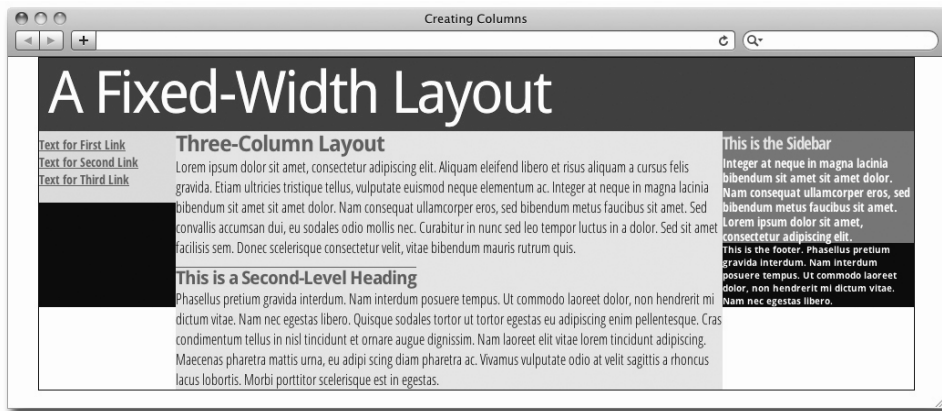 Creating Columns
A Fixed-Width Layout
Text for First Link
Text for Second Link
Text for Third Link
Three-Column Layout
Lorem ipsum dolor sit amet, consectetur adipiscing elit. Aliquam eleifend libero et risus aliquam a cursus felis
gravida. Etiam ultricies tristique tellus, vulputate euismod neque elementum ac. Integer at neque in magna lacinia
bibendum sit amet sit amet dolor. Nam consequat ullamcorper eros, sed bibendum metus faucibus sit amet. Sed
convallis accumsan dui, eu sodales odio mollis nec. Curabitur in nunc sed leo tempor luctus in a dolor. Sed sit amet
facilisis sem. Donec scelerisque consectetur velit, vitae bibendum mauris rutrum quis.
This is a Second-Level Heading
Phasellus pretium gravida interdum. Nam interdum posuere tempus. Ut commodo laoreet dolor, non hendrerit mi
dictum vitae. Nam nec egestas libero. Quisque sodales tortor ut tortor egestas eu adipiscing enim pellentesque. Cras
condimentum tellus in nisl tincidunt et ornare augue dignissim. Nam laoreet elit vitae lorem tincidunt adipiscing.
Maecenas pharetra mattis urna, eu adipi scing diam pharetra ac. Vivamus vulputate odio at velit sagittis a rhoncus
lacus lobortis. Morbi porttitor scelerisque est in egestas.
This is the Sidebar
Integer at neque in magna lacinia
bibendum sit amet sit amet dolor.
Nam consequat ullamcorper eros, sed
bibendum metus faucibus sit amet.
Lorem ipsum dolor sit amet,
consectetur adipiscing elit.
This is the footer. Phasellus pretium
gravida interdum. Nam interdum
posuere tempus. Ut commodo laoreet
dolor, non hendrerit mi dictum vitae.
Nam nec egestas libero.